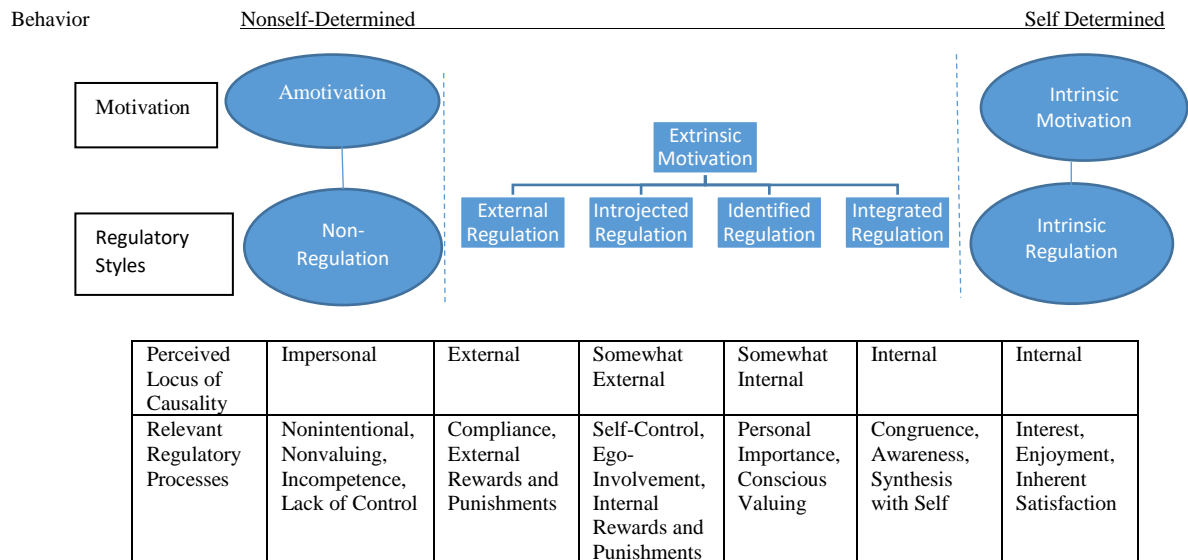 Behavior Nonself-Determined Self Determined
Motivation
Amotivation
Extrinsic
Motivation
Intrinsic
Motivation
Regulatory
Styles
Non-
Regulation
External
Regulation
Introjected
Regulation
Identified
Regulation
Integrated
Regulation
Intrinsic
Regulation
Perceived
Locus of
Causality
Impersonal
External
Somewhat
External
Somewhat
Internal
Internal
Internal
Relevant
Regulatory
Processes
Nonintentional,
Nonvaluing,
Incompetence,
Lack of Control
Compliance,
External
Rewards and
Punishments
Self-Control,
Ego-
Involvement,
Internal
Rewards and
Punishments
Personal
Importance,
Conscious
Valuing
Congruence,
Awareness,
Synthesis
with Self
Interest,
Enjoyment,
Inherent
Satisfaction